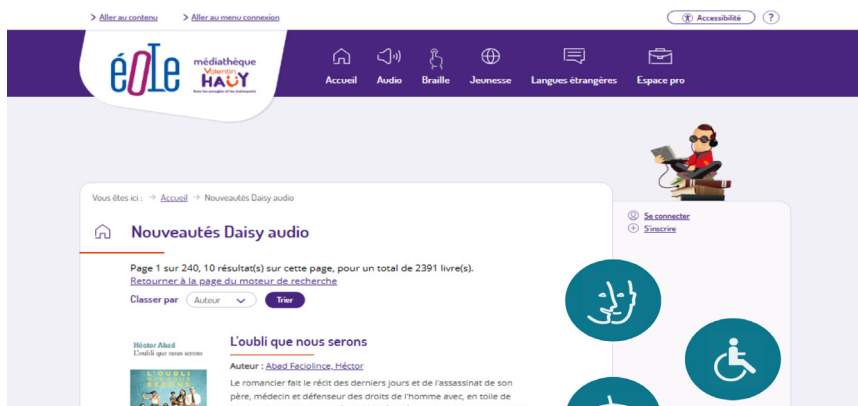 Aller au contenu
Aller au menu connexion
Accessibilité
?
éole
médiathèque
Valentin
HAÜY
Accueil
Audio
Braille
Jeunesse
Langues étrangères
Espace pro
Vous êtes ici : → Accueil → Nouveautés Daisy audio
Se connecter
S'inscrire
Nouveautés Daisy audio
Page 1 sur 240, 10 résultat(s) sur cette page, pour un total de 2391 livre(s).
Retourner à la page du moteur de recherche
Classer par Auteur Trier
Héctor Abad
L'oubli que nous serons
L'OUBLI
QUE NOUS
SERONS
L'oubli que nous serons
Auteur : Abad Faciolince, Héctor
Le romancier fait le récit des derniers jours et de l'assassinat de son
père, médecin et défenseur des droits de l'homme avec, en toile de